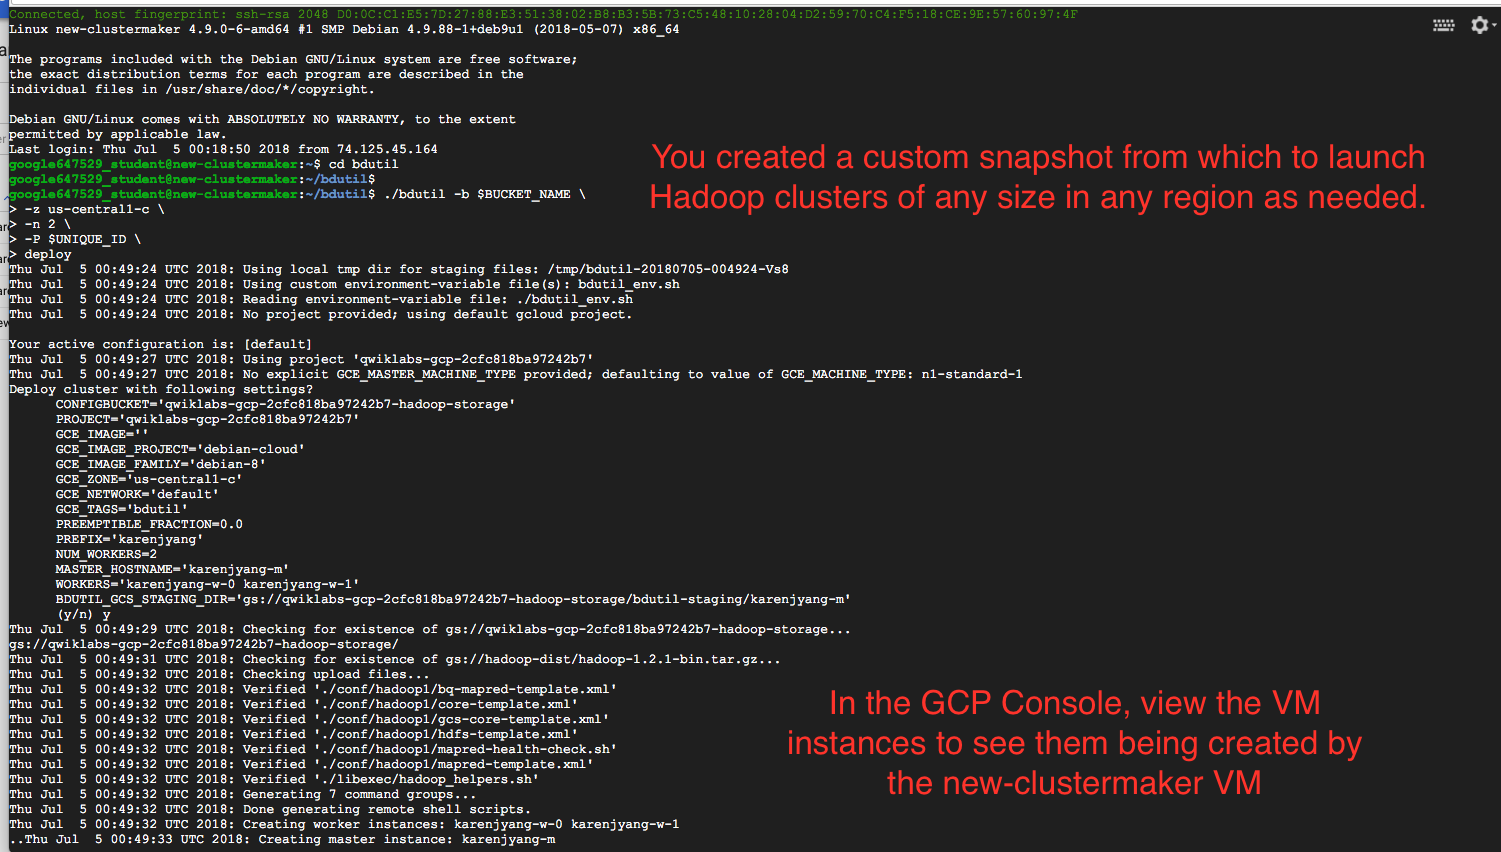 Connected, host fingerprint: ssh-rsa 2048 D0:0C:C1:E5:7D:27:88:E3:51:38:02:B8:B3:5B:73:C5:48:10:28:04:D2:59:70:C4:F5:18:CE:9E:57:60:97:4F
Linux new-clustermaker 4.9.0-6-amd64 #1 SMP Debian 4.9.88-1+deb9u1 (2018-05-07) x86_64
The programs included with the Debian GNU/Linux system are free software;
the exact distribution terms for each program are described in the
individual files in /usr/share/doc/*/copyright.
Debian GNU/Linux comes with ABSOLUTELY NO WARRANTY, to the extent
permitted by applicable law.
Last login: Thu Jul  5 00:18:50 2018 from 74.125.45.164
google647529_student@new-clustermaker:~$ cd bdutil
google647529_student@new-clustermaker:~/bdutil$
google647529_student@new-clustermaker:~/bdutil$ ./bdutil -b $BUCKET_NAME \
> -z us-central1-c \
> -n 2 \
> -P $UNIQUE_ID \
> deploy
You created a custom snapshot from which to launch
Hadoop clusters of any size in any region as needed.
Thu Jul  5 00:49:24 UTC 2018: Using local tmp dir for staging files: /tmp/bdutil-20180705-004924-Vs8
Thu Jul  5 00:49:24 UTC 2018: Using custom environment-variable file(s): bdutil_env.sh
Thu Jul  5 00:49:24 UTC 2018: Reading environment-variable file: ./bdutil_env.sh
Thu Jul  5 00:49:24 UTC 2018: No project provided; using default gcloud project.
Your active configuration is: [default]
Thu Jul  5 00:49:27 UTC 2018: Using project 'qwiklabs-gcp-2cfc818ba97242b7'
Thu Jul  5 00:49:27 UTC 2018: No explicit GCE_MASTER_MACHINE_TYPE provided; defaulting to value of GCE_MACHINE_TYPE: n1-standard-1
Deploy cluster with following settings?
CONFIGBUCKET='qwiklabs-gcp-2cfc818ba97242b7-hadoop-storage'
PROJECT='qwiklabs-gcp-2cfc818ba97242b7'
GCE_IMAGE=''
GCE_IMAGE_PROJECT='debian-cloud'
GCE_IMAGE_FAMILY='debian-8'
GCE_ZONE='us-central1-c'
GCE_NETWORK='default'
GCE_TAGS='bdutil'
PREEMPTIBLE_FRACTION=0.0
PREFIX='karenjyang'
NUM_WORKERS=2
MASTER_HOSTNAME='karenjyang-m'
WORKERS='karenjyang-w-0 karenjyang-w-1'
BDUTIL_GCS_STAGING_DIR='gs://qwiklabs-gcp-2cfc818ba97242b7-hadoop-storage/bdutil-staging/karenjyang-m'
(y/n) y
Thu Jul  5 00:49:29 UTC 2018: Checking for existence of gs://qwiklabs-gcp-2cfc818ba97242b7-hadoop-storage...
gs://qwiklabs-gcp-2cfc818ba97242b7-hadoop-storage/
Thu Jul  5 00:49:31 UTC 2018: Checking for existence of gs://hadoop-dist/hadoop-1.2.1-bin.tar.gz...
Thu Jul  5 00:49:32 UTC 2018: Checking upload files...
Thu Jul  5 00:49:32 UTC 2018: Verified './conf/hadoop1/bq-mapred-template.xml'
Thu Jul  5 00:49:32 UTC 2018: Verified './conf/hadoop1/core-template.xml'
Thu Jul  5 00:49:32 UTC 2018: Verified './conf/hadoop1/gcs-core-template.xml'
Thu Jul  5 00:49:32 UTC 2018: Verified './conf/hadoop1/hdfs-template.xml'
Thu Jul  5 00:49:32 UTC 2018: Verified './conf/hadoop1/mapred-health-check.sh'
Thu Jul  5 00:49:32 UTC 2018: Verified './conf/hadoop1/mapred-template.xml'
Thu Jul  5 00:49:32 UTC 2018: Verified './libexec/hadoop_helpers.sh'
Thu Jul  5 00:49:32 UTC 2018: Generating 7 command groups...
Thu Jul  5 00:49:32 UTC 2018: Done generating remote shell scripts.
Thu Jul  5 00:49:32 UTC 2018: Creating worker instances: karenjyang-w-0 karenjyang-w-1
..Thu Jul  5 00:49:33 UTC 2018: Creating master instance: karenjyang-m
In the GCP Console, view the VM
instances to see them being created by
the new-clustermaker VM